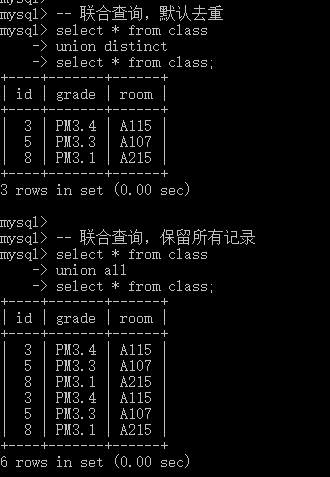 mysql>
mysql> -- 联合查询，默认去重
mysql> select * from class
    -> union distinct
    -> select * from class;
+----+-------+------+
| id | grade | room |
+----+-------+------+
|  3 | PM3.4 | A115 |
|  5 | PM3.3 | A107 |
|  8 | PM3.1 | A215 |
+----+-------+------+
3 rows in set (0.00 sec)
mysql>
mysql> -- 联合查询，保留所有记录
mysql> select * from class
    -> union all
    -> select * from class;
+----+-------+------+
| id | grade | room |
+----+-------+------+
|  3 | PM3.4 | A115 |
|  5 | PM3.3 | A107 |
|  8 | PM3.1 | A215 |
|  3 | PM3.4 | A115 |
|  5 | PM3.3 | A107 |
|  8 | PM3.1 | A215 |
+----+-------+------+
6 rows in set (0.00 sec)